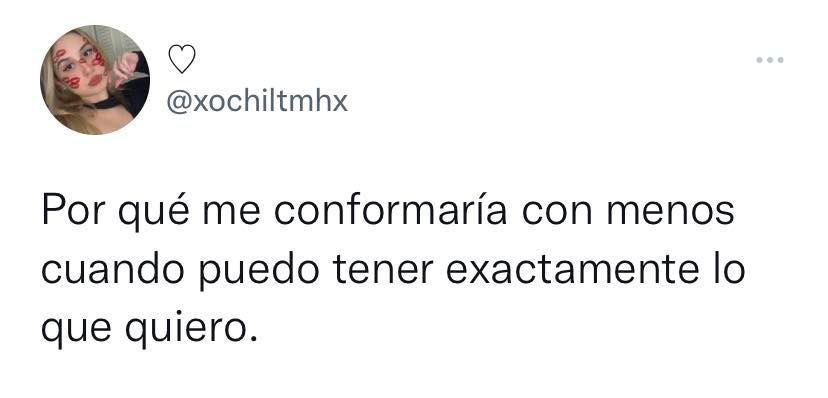 ♡
@xochiltmhx
Por qué me conformaría con menos
cuando puedo tener exactamente lo
que quiero.